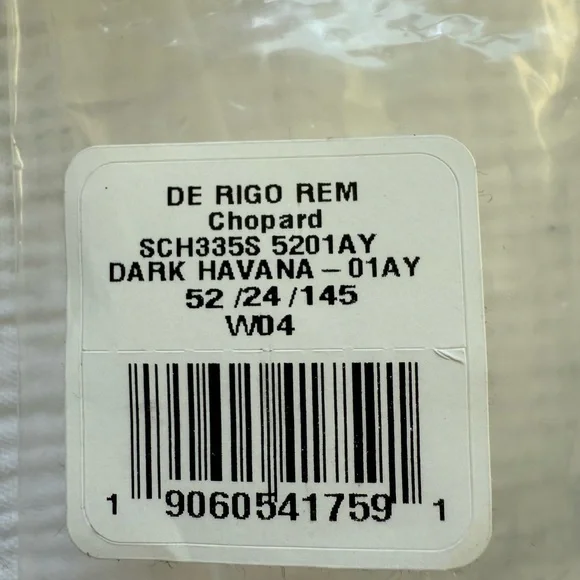 DE RIGO REM
Chopard
SCH335S 5201AY
DARK HAVANA – 01AY
52 /24 /145
W04
1 9060541759 1